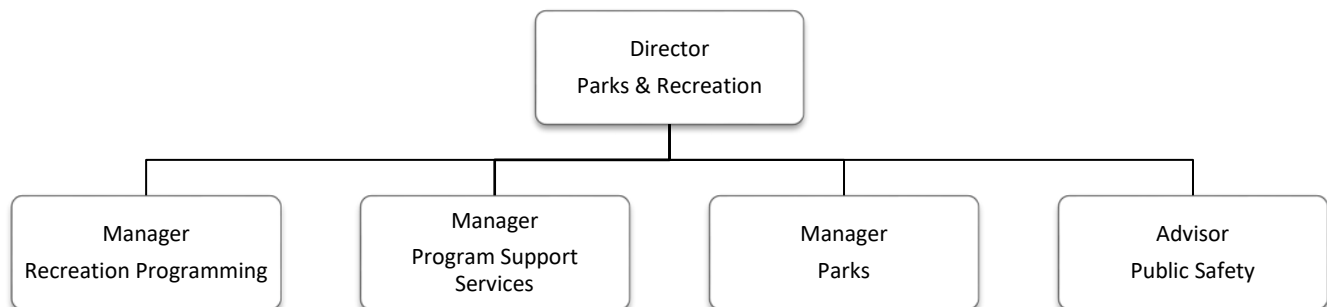 Director
Parks & Recreation
Manager
Recreation Programming
Manager
Program Support
Services
Manager
Parks
Advisor
Public Safety